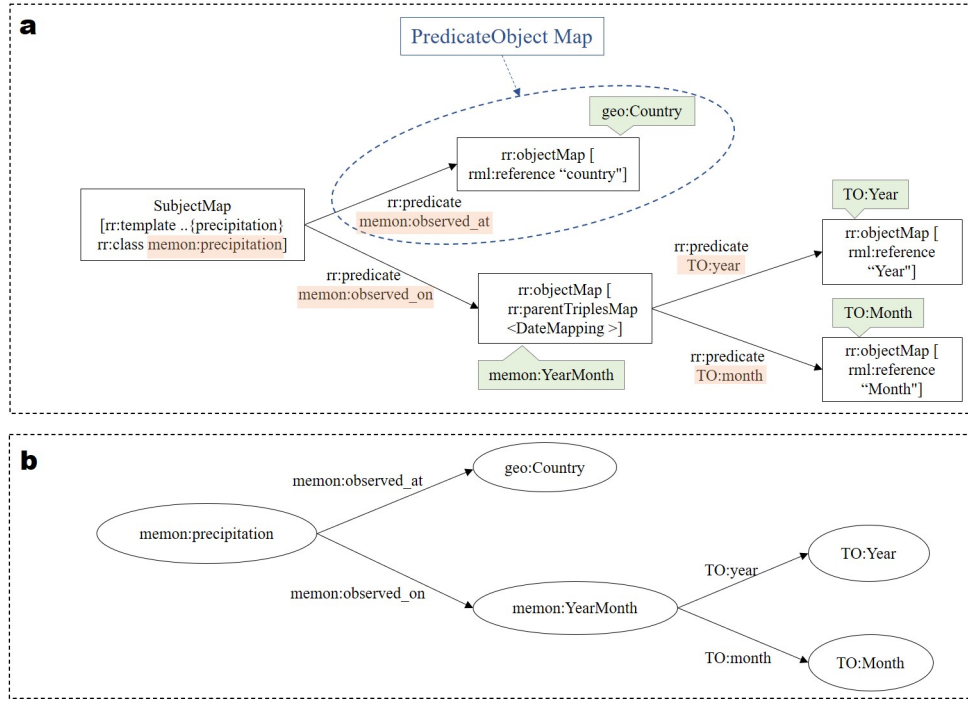 a
PredicateObject Map
geo:Country
rr:objectMap [
rml:reference “country"]
SubjectMap
[rr:template ..{precipitation}
rr:class memon:precipitation]
rr:predicate
memon:observed_at
rr:predicate
memon:observed_on
rr:objectMap [
rr:parentTriplesMap
<DateMapping >]
memon:YearMonth
rr:predicate
TO:year
TO:Year
rr:objectMap [
rml:reference
“Year"]
rr:predicate
TO:month
TO:Month
rr:objectMap [
rml:reference
“Month"]
b
memon:precipitation
memon:observed_at
geo:Country
memon:observed_on
memon:YearMonth
TO:year
TO:Year
TO:month
TO:Month